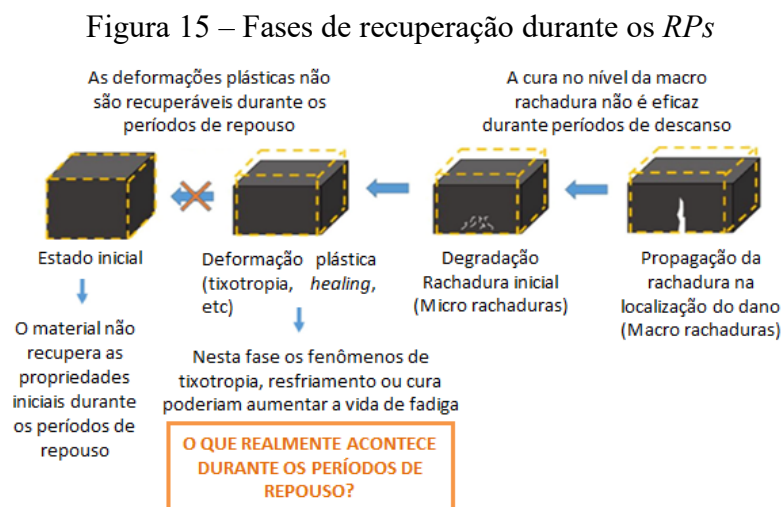 Figura 15 – Fases de recuperação durante os RPs
As deformações plásticas não
são recuperáveis durante os
períodos de repouso
A cura no nível da macro
rachadura não é eficaz
durante períodos de descanso
Estado inicial
Deformação plástica
(tixotropia, healing,
etc)
Degradação
Rachadura inicial
(Micro rachaduras)
Propagação da
rachadura na
localização do dano
(Macro rachaduras)
O material não
recupera as
propriedades
iniciais durante
os períodos de
repouso
Nesta fase os fenômenos de
tixotropia, resfriamento ou cura
poderiam aumentar a vida de fadiga
O QUE REALMENTE ACONTECE
DURANTE OS PERÍODOS DE
REPOUSO?